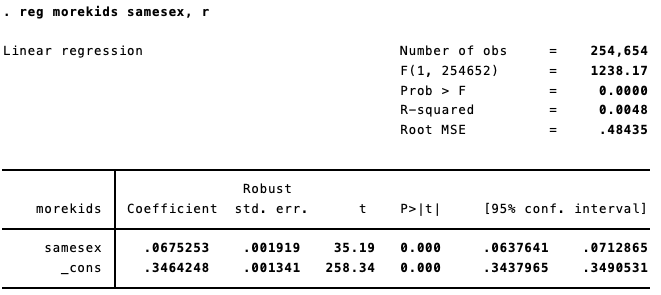 . reg morekids samesex, r
Linear regression Number of obs = 254,654
F(1, 254652) = 1238.17
Prob > F = 0.0000
R-squared = 0.0048
Root MSE = .48435
Robust
morekids Coefficient std. err. t P>|t| [95% conf. interval]
samesex .0675253 .001919 35.19 0.000 .0637641 .0712865
_cons .3464248 .001341 258.34 0.000 .3437965 .3490531